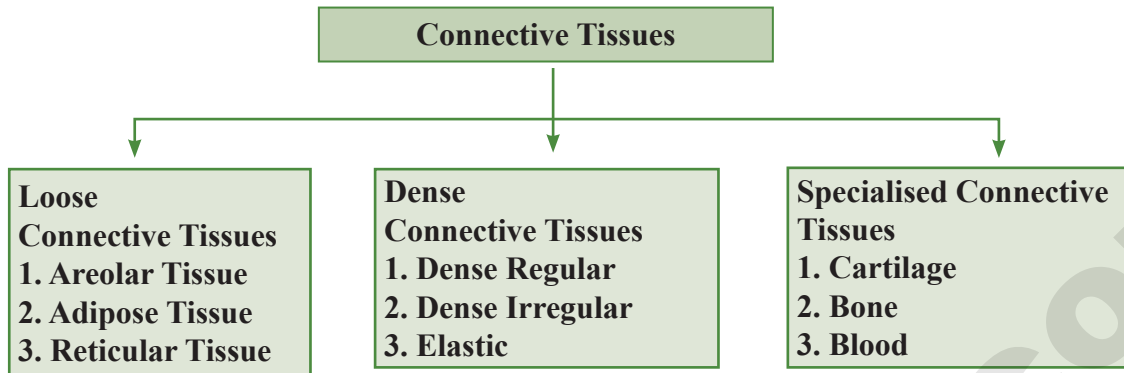 Connective Tissues
Loose
Connective Tissues
1. Areolar Tissue
2. Adipose Tissue
3. Reticular Tissue
Dense
Connective Tissues
1. Dense Regular
2. Dense Irregular
3. Elastic
Specialised Connective
Tissues
1. Cartilage
2. Bone
3. Blood